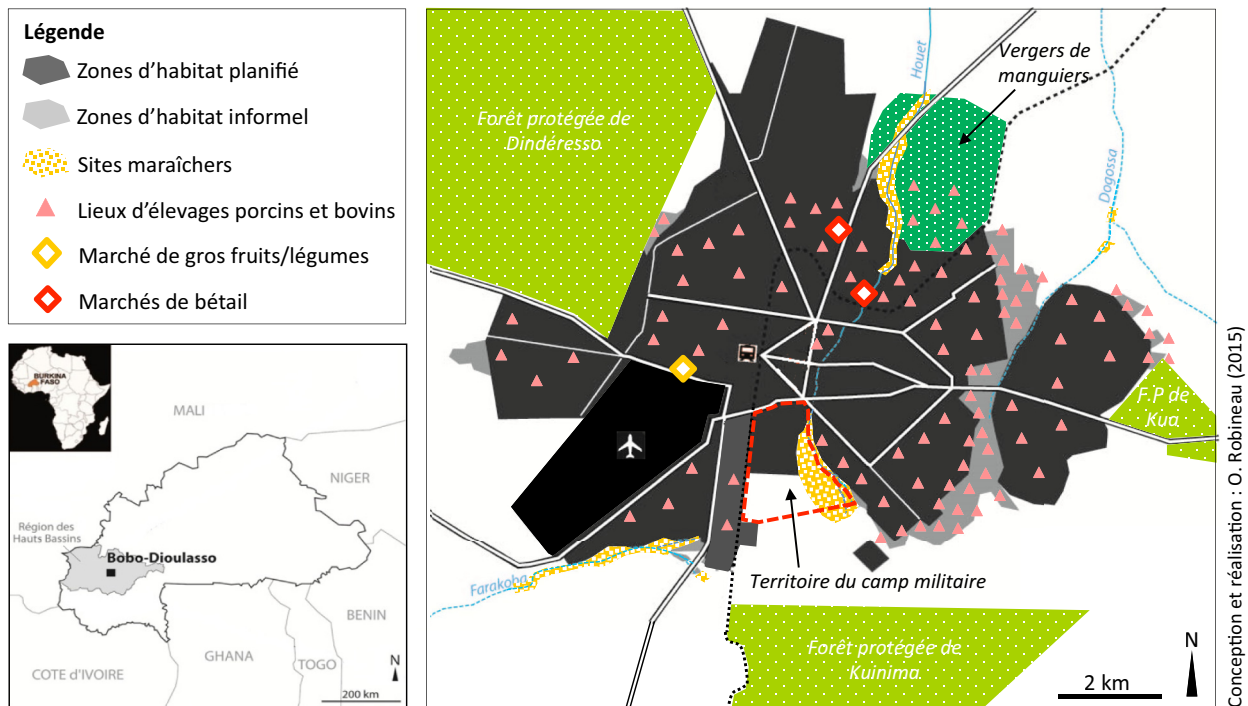 Légende
Zones d'habitat planifié
Zones d'habitat informel
Sites maraîchers
Lieux d'élevages porcins et bovins
Marché de gros fruits/légumes
Marchés de bétail
BURKINA
FASO
MALI
NIGER
Région des
Hauts Bassins
Bobo-Dioulasso
BENIN
GHANA
TOGO
COTE d'IVOIRE
N
200 km
Forêt protégée de
Dindéresso
Houet
Vergers de
manguiers
Dogossa
F.P de
Kua
Territoire du camp militaire
Farakoba
Forêt protégée de
Kuinima
N
2 km
Conception et réalisation : O. Robineau (2015)